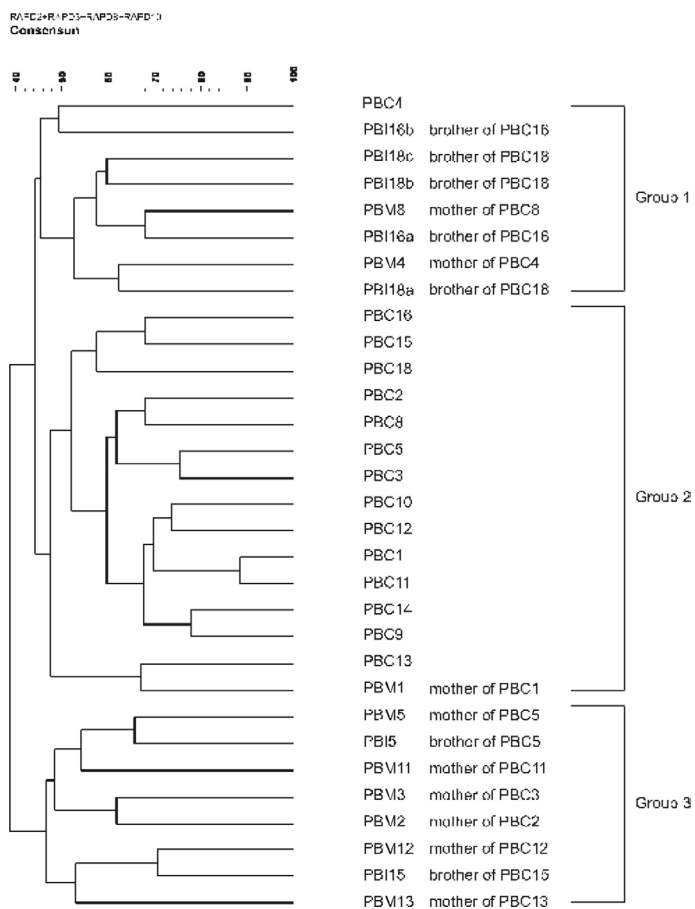 RAPD2+RAPD5+RAPD8+RAPD10
Consensun
40 50 60 70 80 90 100
PBC4
PBI16b brother of PBC16
PBI18c brother of PBC18
PBI18b brother of PBC18
PBM8 mother of PBC8
PBI16a brother of PBC16
PBM4 mother of PBC4
PBI18a brother of PBC18
Group 1
PBC16
PBC15
PBC18
PBC2
PBC8
PBC5
PBC3
PBC10
PBC12
PBC1
PBC11
PBC14
PBC9
PBC13
PBM1 mother of PBC1
Group 2
PBM5 mother of PBC5
PBI5 brother of PBC5
PBM11 mother of PBC11
PBM3 mother of PBC3
PBM2 mother of PBC2
PBM12 mother of PBC12
PBI15 brother of PBC15
PBM13 mother of PBC13
Group 3